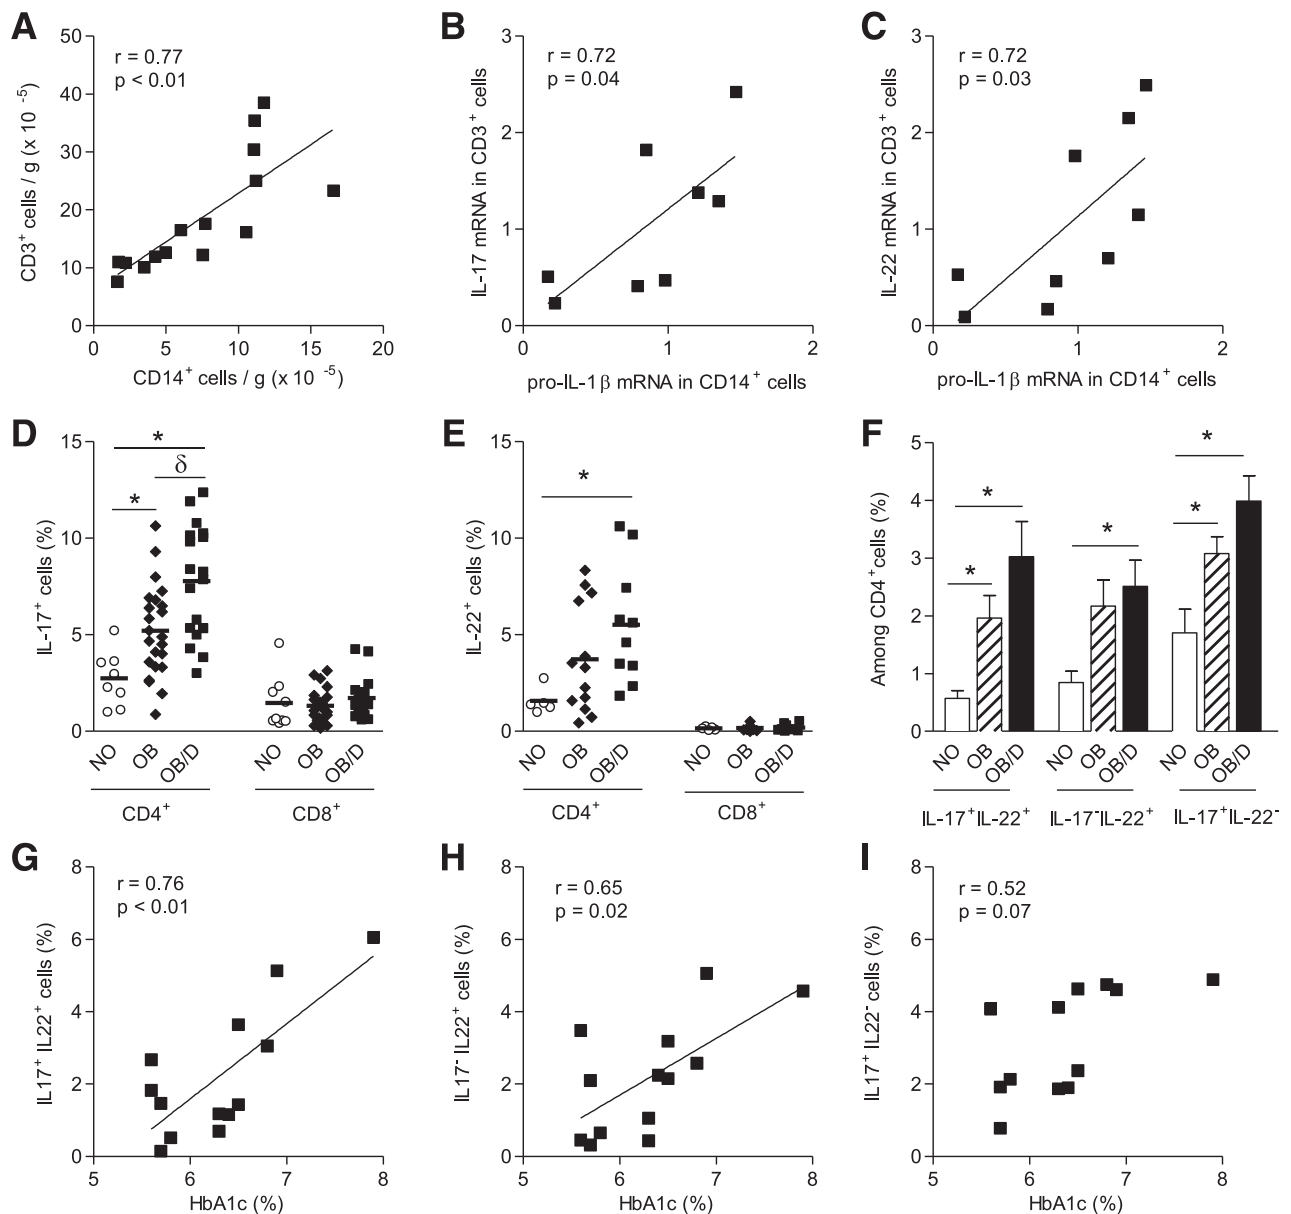 A
r = 0.77
p < 0.01
50
40
30
20
10
0
CD3+ cells / g (x 10 -5)
0 5 10 15 20
CD14+ cells / g (x 10 -5)
B
r = 0.72
p = 0.04
3
2
1
0
IL-17 mRNA in CD3+ cells
0 1 2
pro-IL-1β mRNA in CD14+ cells
C
r = 0.72
p = 0.03
3
2
1
0
IL-22 mRNA in CD3+ cells
0 1 2
pro-IL-1β mRNA in CD14+ cells
D
15
10
5
0
IL-17+ cells (%)
*
δ
*
NO OB OB/D NO OB OB/D
CD4+ CD8+
E
15
10
5
0
IL-22+ cells (%)
*
NO OB OB/D NO OB OB/D
CD4+ CD8+
F
5
4
3
2
1
0
Among CD4+cells (%)
* * * * *
NO OB OB/D NO OB OB/D NO OB OB/D
IL-17+IL-22+ IL-17-IL-22+ IL-17+IL-22-
G
r = 0.76
p < 0.01
8
6
4
2
0
IL17+ IL22+ cells (%)
5 6 7 8
HbA1c (%)
H
r = 0.65
p = 0.02
8
6
4
2
0
IL17- IL22+ cells (%)
5 6 7 8
HbA1c (%)
I
r = 0.52
p = 0.07
8
6
4
2
0
IL17+ IL22- cells (%)
5 6 7 8
HbA1c (%)